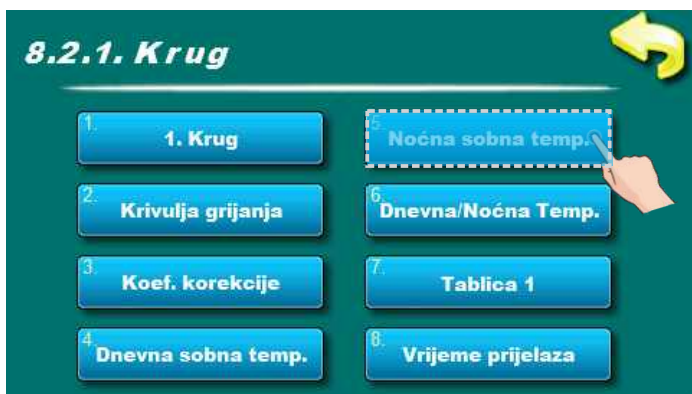 8.2.1. Krug
1. 1. Krug
2. Krivulja grijanja
3. Koef. korekcije
4. Dnevna sobna temp.
5. Noćna sobna temp.
6. Dnevna/Noćna Temp.
7. Tablica 1
8. Vrijeme prijelaza